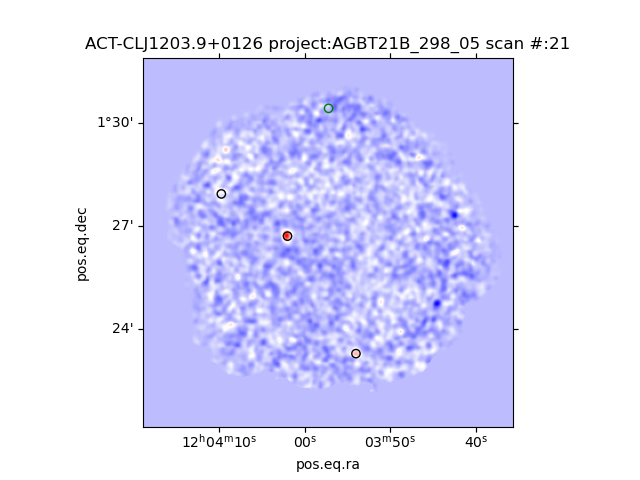 ACT-CLJ1203.9+0126 project:AGBT21B_298_05 scan #:21
1°30'
27'
24'
pos.eq.dec
12ʰ04ᵐ10ˢ 00ˢ 03ᵐ50ˢ 40ˢ
pos.eq.ra